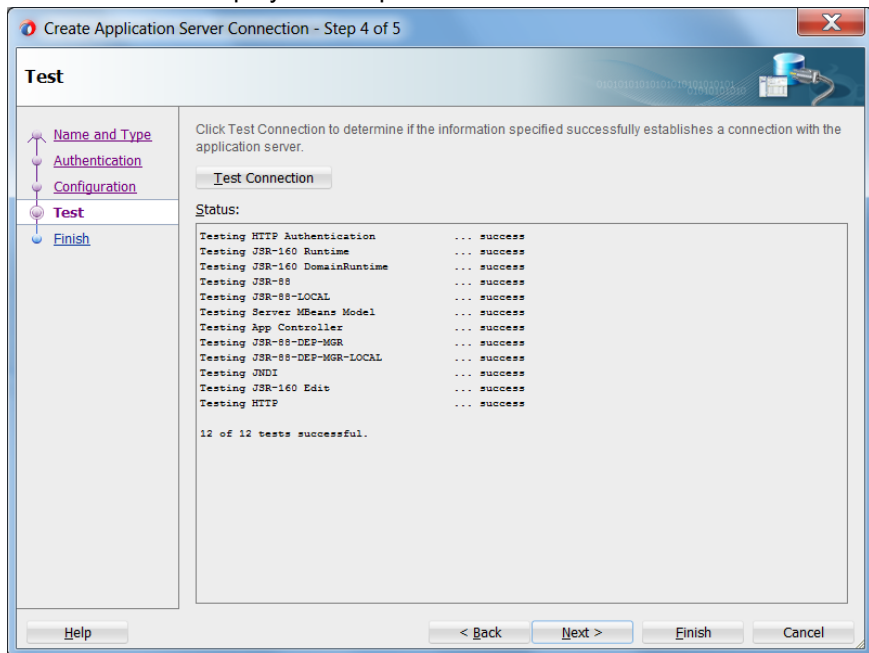 Create Application Server Connection - Step 4 of 5
Test
Name and Type
Authentication
Configuration
Test
Finish
Click Test Connection to determine if the information specified successfully establishes a connection with the
application server.
Test Connection
Status:
Testing HTTP Authentication ... success
Testing JSR-160 Runtime ... success
Testing JSR-160 DomainRuntime ... success
Testing JSR-88 ... success
Testing JSR-88-LOCAL ... success
Testing Server MBeans Model ... success
Testing App Controller ... success
Testing JSR-88-DEP-MGR ... success
Testing JSR-88-DEP-MGR-LOCAL ... success
Testing JNDI ... success
Testing JSR-160 Edit ... success
Testing HTTP ... success
12 of 12 tests successful.
Help
< Back
Next >
Finish
Cancel